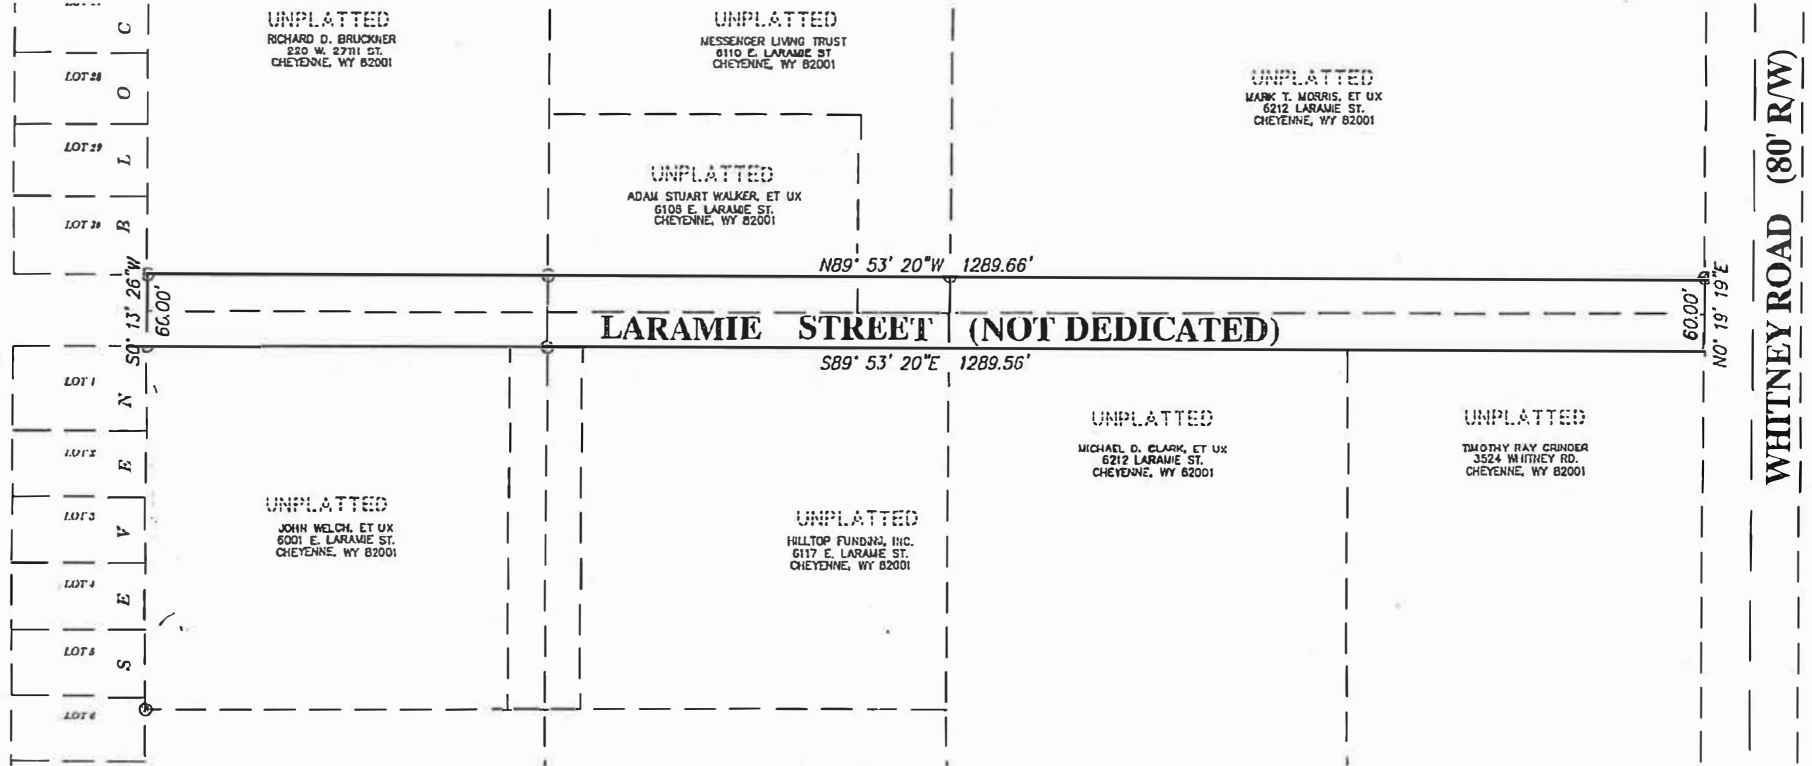 UNPLATTED
RICHARD D. BRUCKNER
220 W. 27TH ST.
CHEYENNE, WY 82001
UNPLATTED
MESSENGER LIVING TRUST
6110 E. LARAMIE ST
CHEYENNE, WY 82001
UNPLATTED
MARK T. MORRIS, ET UX
6212 LARAMIE ST.
CHEYENNE, WY 82001
UNPLATTED
ADAM STUART WALKER, ET UX
6108 E. LARAMIE ST.
CHEYENNE, WY 82001
LOT 28
LOT 29
LOT 30
B L O C
S0° 13' 26"W
60.00'
N89° 53' 20"W 1289.66'
LARAMIE STREET (NOT DEDICATED)
S89° 53' 20"E 1289.56'
60.00'
N0° 19' 19"E
WHITNEY ROAD (80' R/W)
LOT 1
LOT 2
LOT 3
LOT 4
LOT 5
LOT 6
S E V E N
UNPLATTED
JOHN WELCH, ET UX
6001 E. LARAMIE ST.
CHEYENNE, WY 82001
UNPLATTED
HILLTOP FUNDING, INC.
6117 E. LARAMIE ST.
CHEYENNE, WY 82001
UNPLATTED
MICHAEL D. CLARK, ET UX
6212 LARAMIE ST.
CHEYENNE, WY 82001
UNPLATTED
TIMOTHY RAY GRINDER
3524 WHITNEY RD.
CHEYENNE, WY 82001